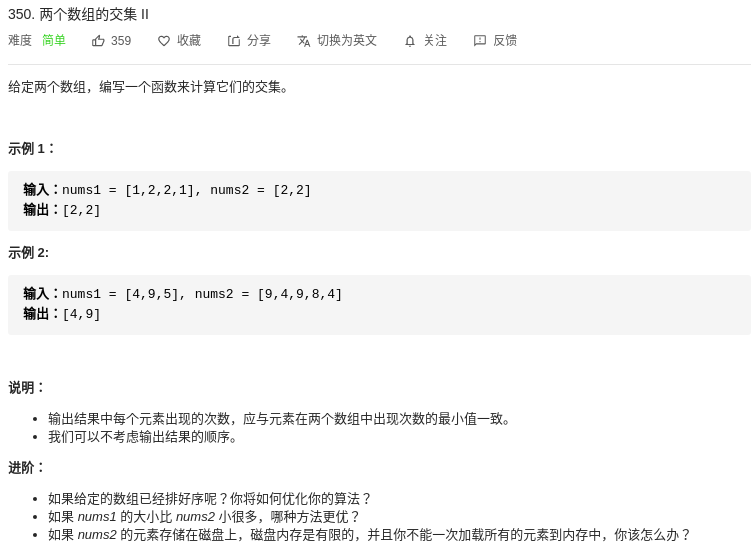 350. 两个数组的交集 II
难度 简单 359 收藏 分享 切换为英文 关注 反馈
给定两个数组，编写一个函数来计算它们的交集。
示例 1：
输入：nums1 = [1,2,2,1], nums2 = [2,2]
输出：[2,2]
示例 2:
输入：nums1 = [4,9,5], nums2 = [9,4,9,8,4]
输出：[4,9]
说明：
输出结果中每个元素出现的次数，应与元素在两个数组中出现次数的最小值一致。
我们可以不考虑输出结果的顺序。
进阶：
如果给定的数组已经排好序呢？你将如何优化你的算法？
如果 nums1 的大小比 nums2 小很多，哪种方法更优？
如果 nums2 的元素存储在磁盘上，磁盘内存是有限的，并且你不能一次加载所有的元素到内存中，你该怎么办？